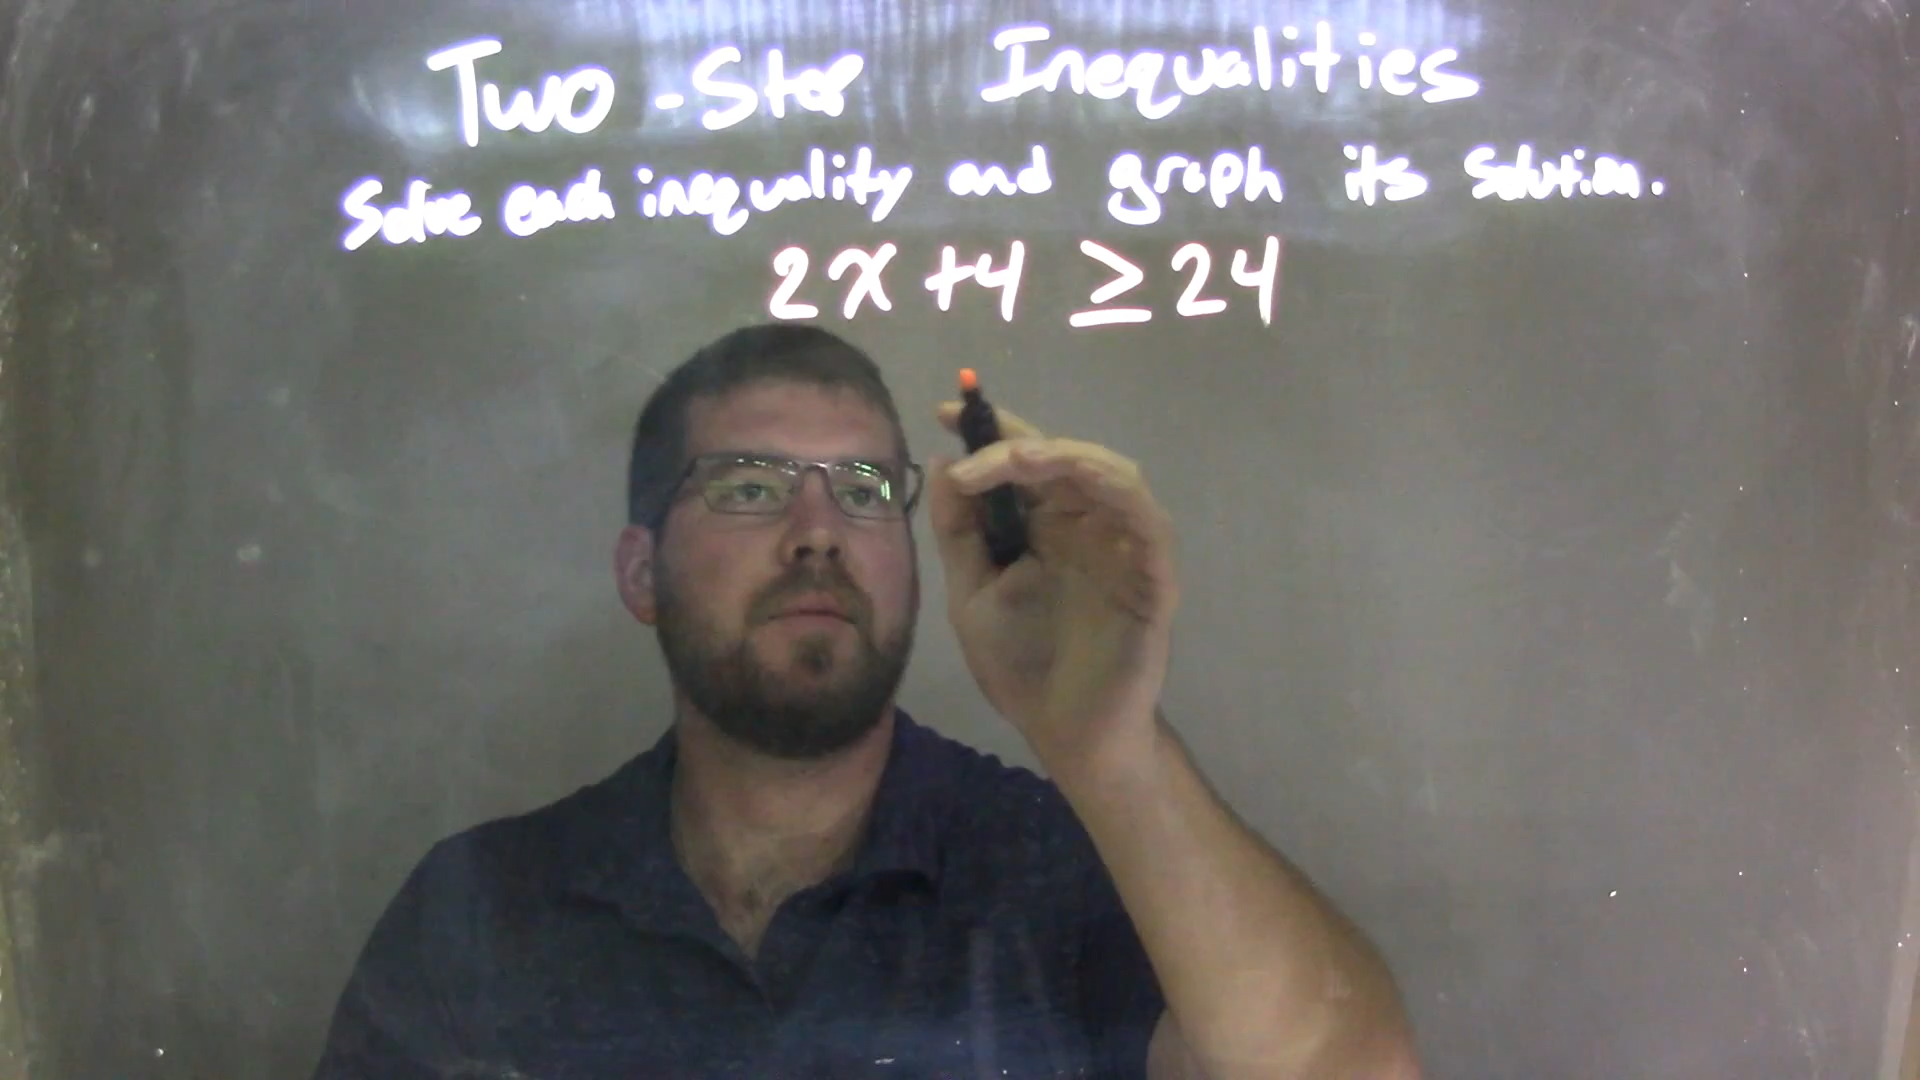 Two-Step Inequalities
Solve each inequality and graph its solution.
2x +4 ≥ 24